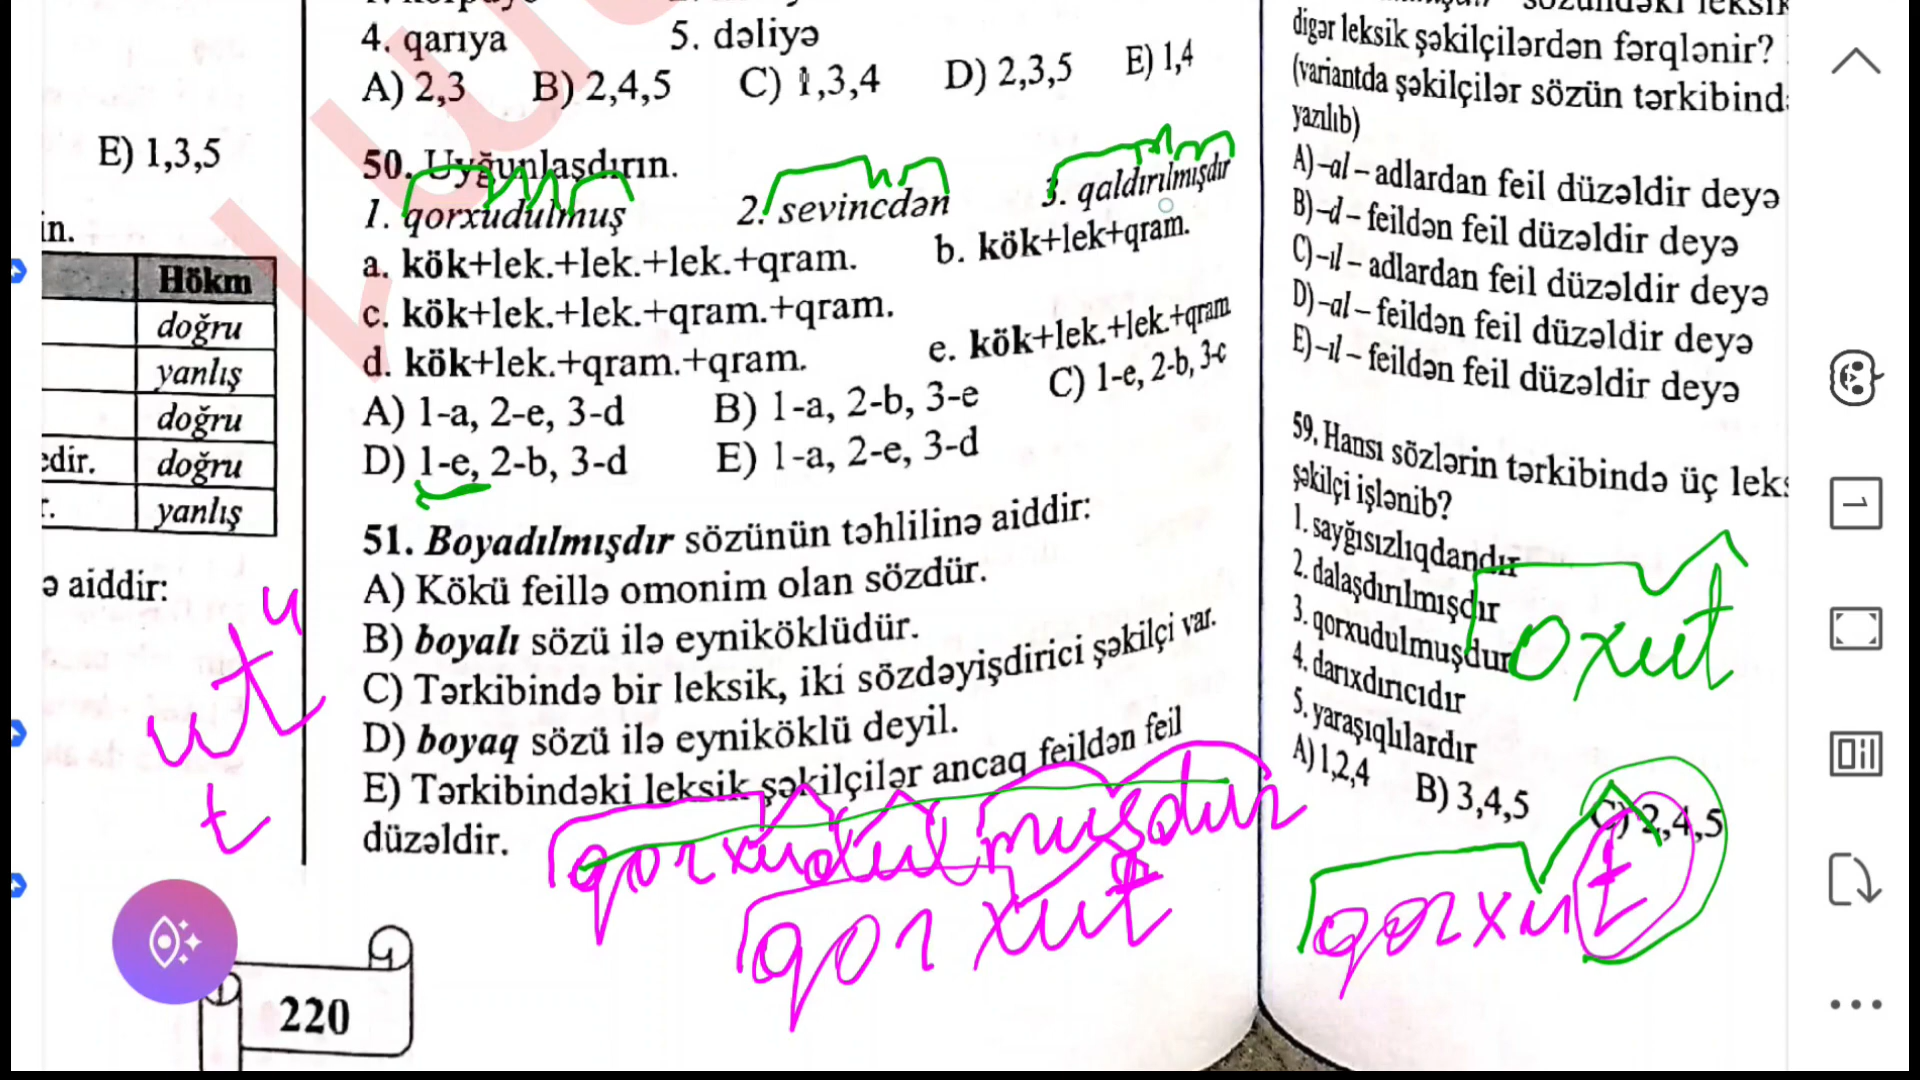 4. qarıya 5. dəliyə
A) 2,3 B) 2,4,5 C) 1,3,4 D) 2,3,5 E) 1,4
E) 1,3,5
50. Uyğunlaşdırın.
1. qorxudulmuş 2. sevincdən 3. qaldırılmışdır
a. kök+lek.+lek.+lek.+qram. b. kök+lek+qram.
c. kök+lek.+lek.+qram.+qram.
d. kök+lek.+qram.+qram. e. kök+lek.+lek.+qram
A) 1-a, 2-e, 3-d B) 1-a, 2-b, 3-e C) 1-e, 2-b, 3-c
D) 1-e, 2-b, 3-d E) 1-a, 2-e, 3-d
51. Boyadılmışdır sözünün təhlilinə aiddir:
A) Kökü feillə omonim olan sözdür.
B) boyalı sözü ilə eyniköklüdür.
C) Tərkibində bir leksik, iki sözdəyişdirici şəkilçi var.
D) boyaq sözü ilə eyniköklü deyil.
E) Tərkibindəki leksik şəkilçilər ancaq feildən feil
düzəldir.
qorxudulmuşdur
qorxut
220
Hökm
doğru
yanlış
doğru
edir. doğru
yanlış
ə aiddir:
ut
t
digər leksik şəkilçilərdən fərqlənir?
(variantda şəkilçilər sözün tərkibind
yazılıb)
A) –al – adlardan feil düzəldir deyə
B) –d – feildən feil düzəldir deyə
C) –ıl – adlardan feil düzəldir deyə
D) –al – feildən feil düzəldir deyə
E) –ıl – feildən feil düzəldir deyə
59. Hansı sözlərin tərkibində üç leks
şəkilçi işlənib?
1. sayğısızlıqdandır
2. dalaşdırılmışdır
3. qorxudulmuşdur
4. darıxdırıcıdır
5. yaraşıqlılardır
A) 1,2,4 B) 3,4,5 C) 2,4,5
oxut
qorxut